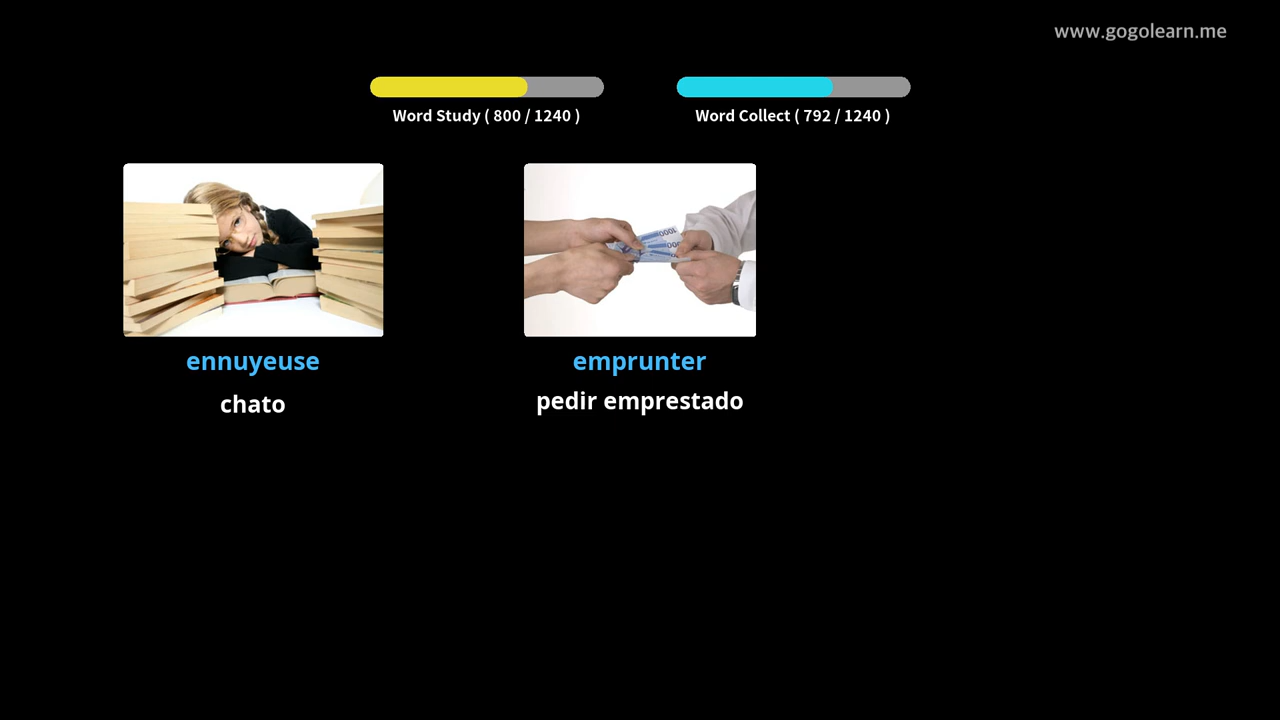 www.gogolearn.me
Word Study ( 800 / 1240 )
Word Collect ( 792 / 1240 )
ennuyeuse
chato
emprunter
pedir emprestado